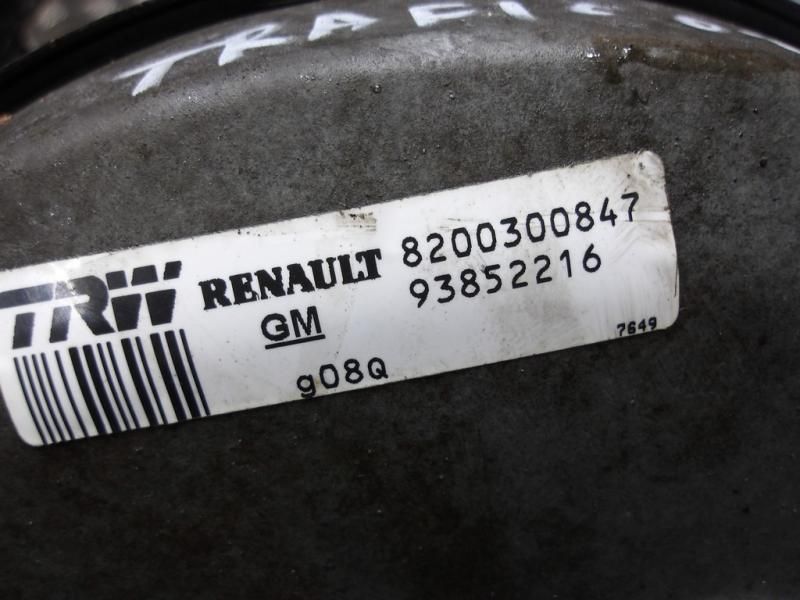 TRAFIC
TRW RENAULT 8200300847
GM 93852216
g08Q 7649